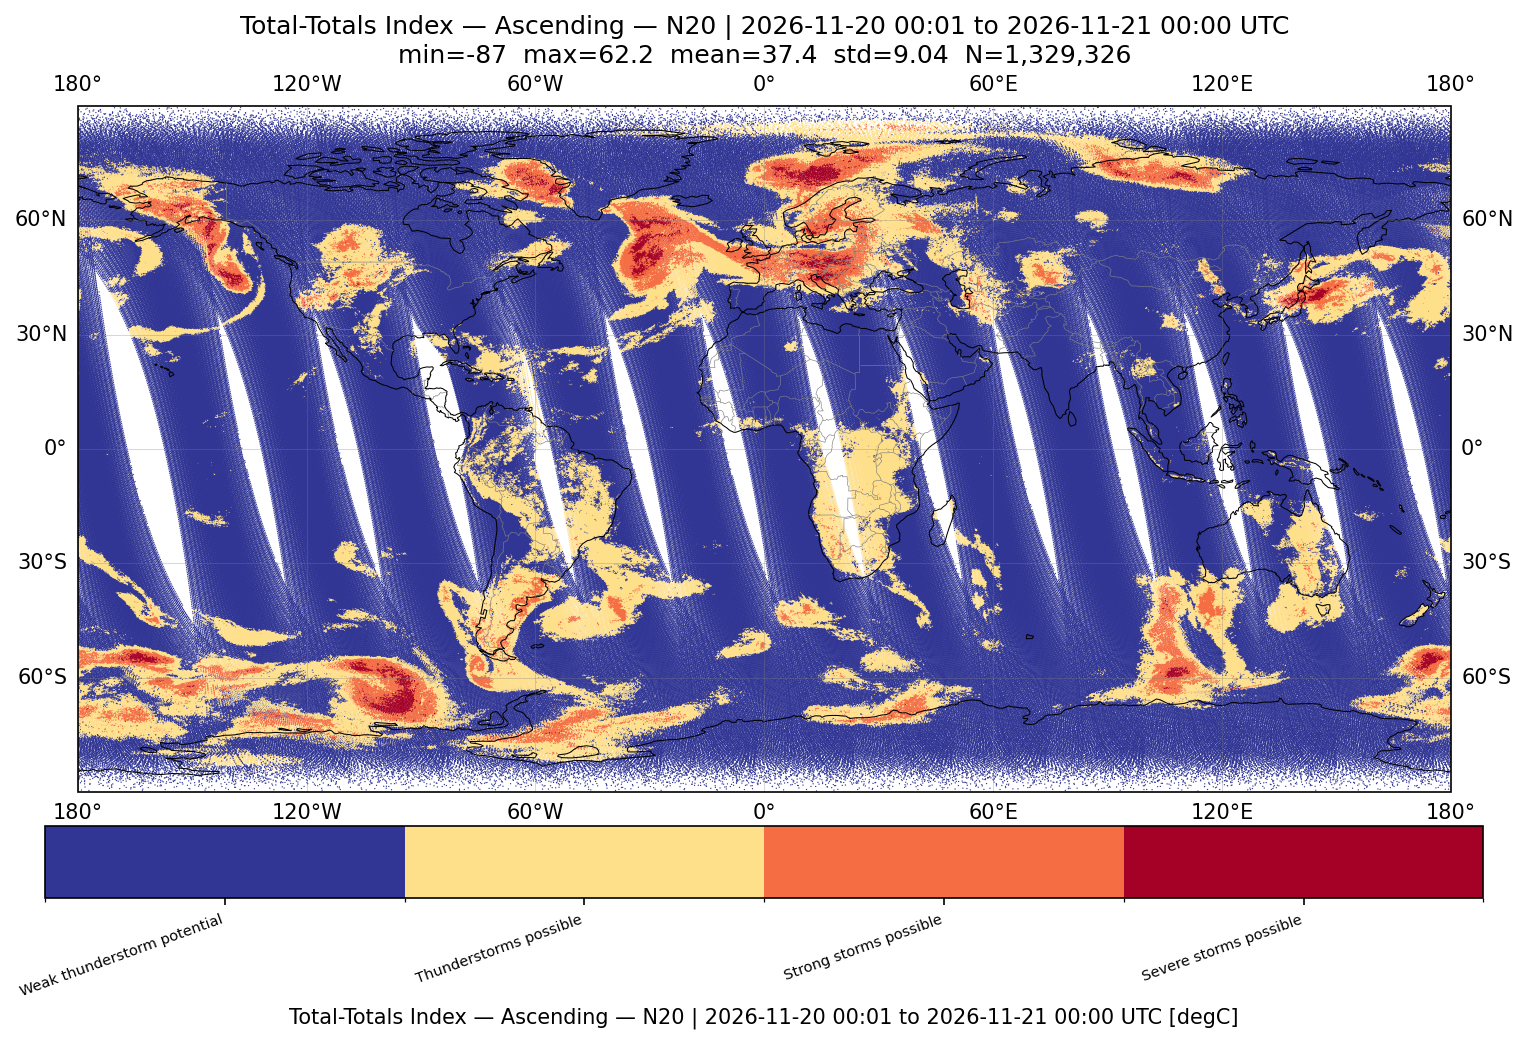 Total-Totals Index — Ascending — N20 | 2026-11-20 00:01 to 2026-11-21 00:00 UTC
min=-87  max=62.2  mean=37.4  std=9.04  N=1,329,326
180° 120°W 60°W 0° 60°E 120°E 180°
60°N 60°N
30°N 30°N
0° 0°
30°S 30°S
60°S 60°S
180° 120°W 60°W 0° 60°E 120°E 180°
Weak thunderstorm potential
Thunderstorms possible
Strong storms possible
Severe storms possible
Total-Totals Index — Ascending — N20 | 2026-11-20 00:01 to 2026-11-21 00:00 UTC [degC]